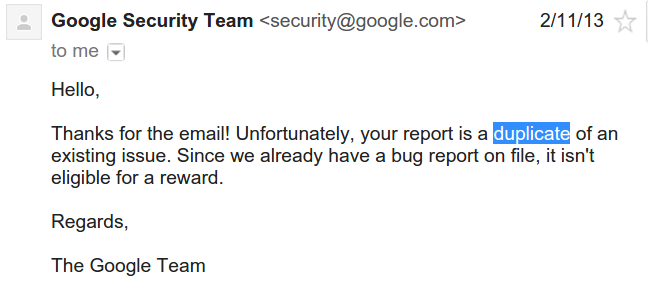 Google Security Team <security@google.com> 2/11/13
to me
Hello,
Thanks for the email! Unfortunately, your report is a duplicate of an
existing issue. Since we already have a bug report on file, it isn't
eligible for a reward.
Regards,
The Google Team